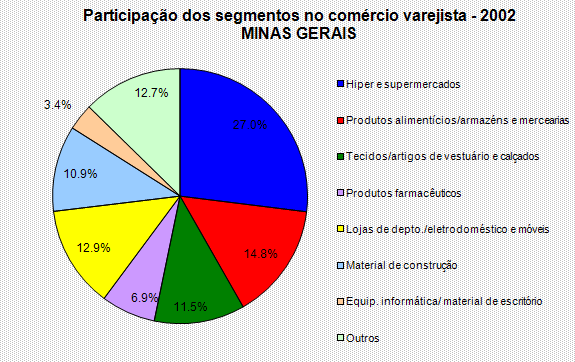 Participação dos segmentos no comércio varejista - 2002
MINAS GERAIS
12.7%
3.4%
27.0%
10.9%
12.9%
14.8%
6.9%
11.5%
Hiper e supermercados
Produtos alimentícios/armazéns e mercearias
Tecidos/artigos de vestuário e calçados
Produtos farmacêuticos
Lojas de depto./eletrodoméstico e móveis
Material de construção
Equip. informática/ material de escritório
Outros